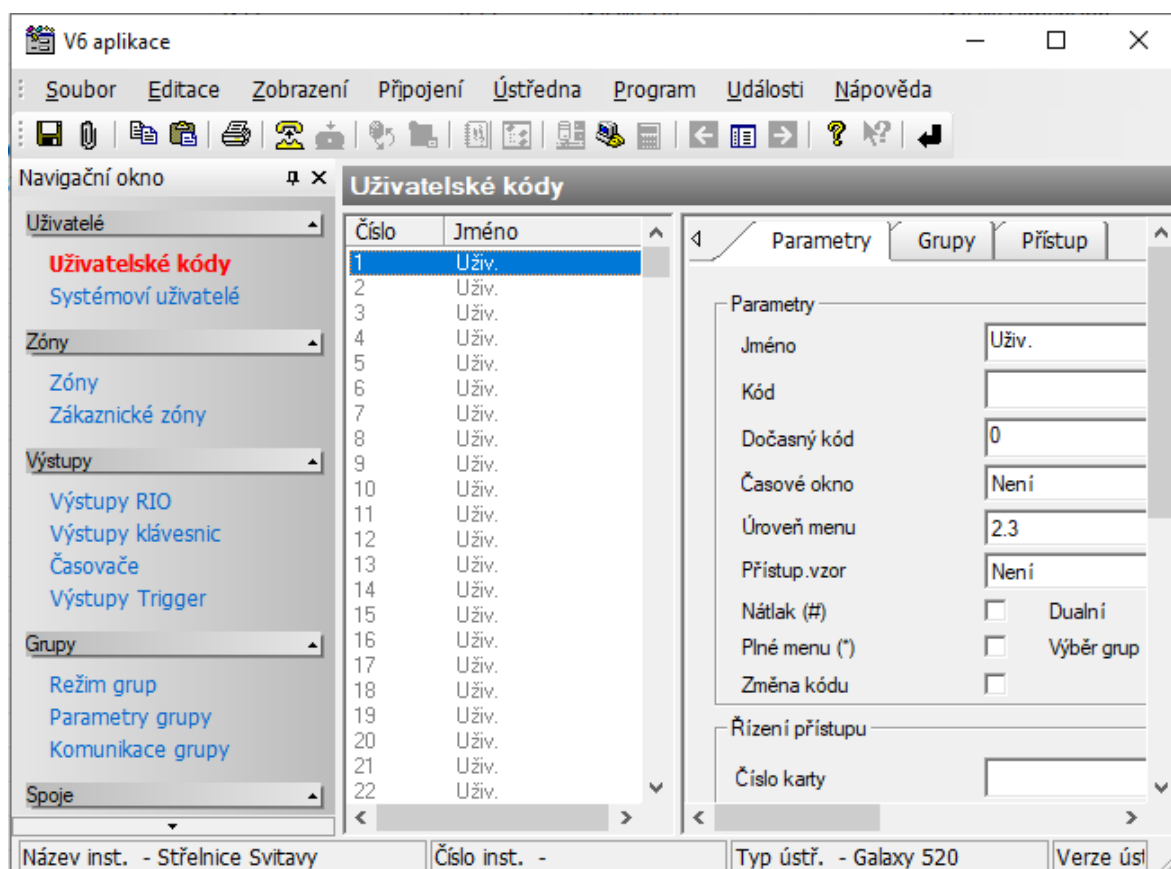 V6 aplikace
Soubor Editace Zobrazení Připojení Ústředna Program Události Nápověda
Navigační okno
Uživatelé
Uživatelské kódy
Systémoví uživatelé
Zóny
Zóny
Zákaznické zóny
Výstupy
Výstupy RIO
Výstupy klávesnic
Časovače
Výstupy Trigger
Grupy
Režim grup
Parametry grupy
Komunikace grupy
Spoje
Uživatelské kódy
Číslo Jméno
1 Uživ.
2 Uživ.
3 Uživ.
4 Uživ.
5 Uživ.
6 Uživ.
7 Uživ.
8 Uživ.
9 Uživ.
10 Uživ.
11 Uživ.
12 Uživ.
13 Uživ.
14 Uživ.
15 Uživ.
16 Uživ.
17 Uživ.
18 Uživ.
19 Uživ.
20 Uživ.
21 Uživ.
22 Uživ.
Parametry Grupy Přístup
Parametry
Jméno Uživ.
Kód
Dočasný kód 0
Časové okno Není
Úroveň menu 2.3
Přístup.vzor Není
Nátlak (#) Dualní
Plné menu (*) Výběr grup
Změna kódu
Řízení přístupu
Číslo karty
Název inst. - Střelnice Svitavy Číslo inst. - Typ ústř. - Galaxy 520 Verze úst